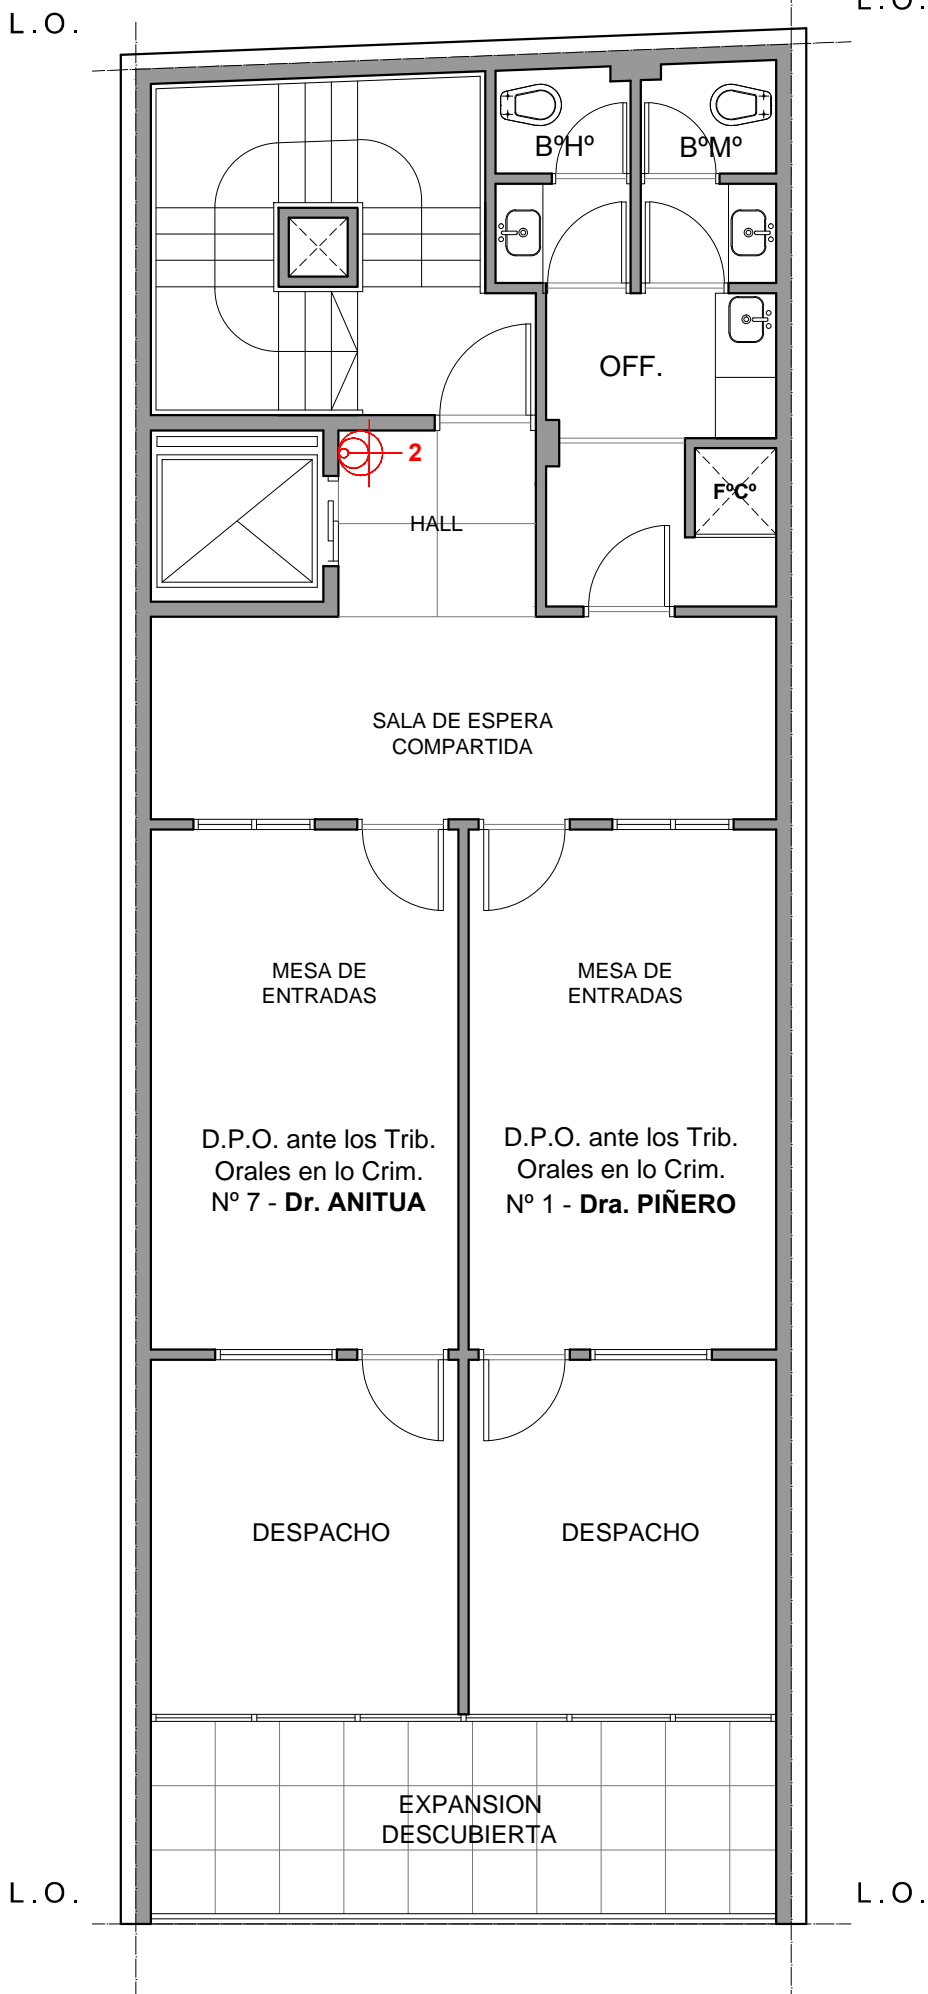 L.O.
L.O.
BºHº
BºMº
OFF.
2
FºCº
HALL
SALA DE ESPERA
COMPARTIDA
MESA DE
ENTRADAS
MESA DE
ENTRADAS
D.P.O. ante los Trib.
Orales en lo Crim.
Nº 7 - Dr. ANITUA
D.P.O. ante los Trib.
Orales en lo Crim.
Nº 1 - Dra. PIÑERO
DESPACHO
DESPACHO
EXPANSION
DESCUBIERTA
L.O.
L.O.